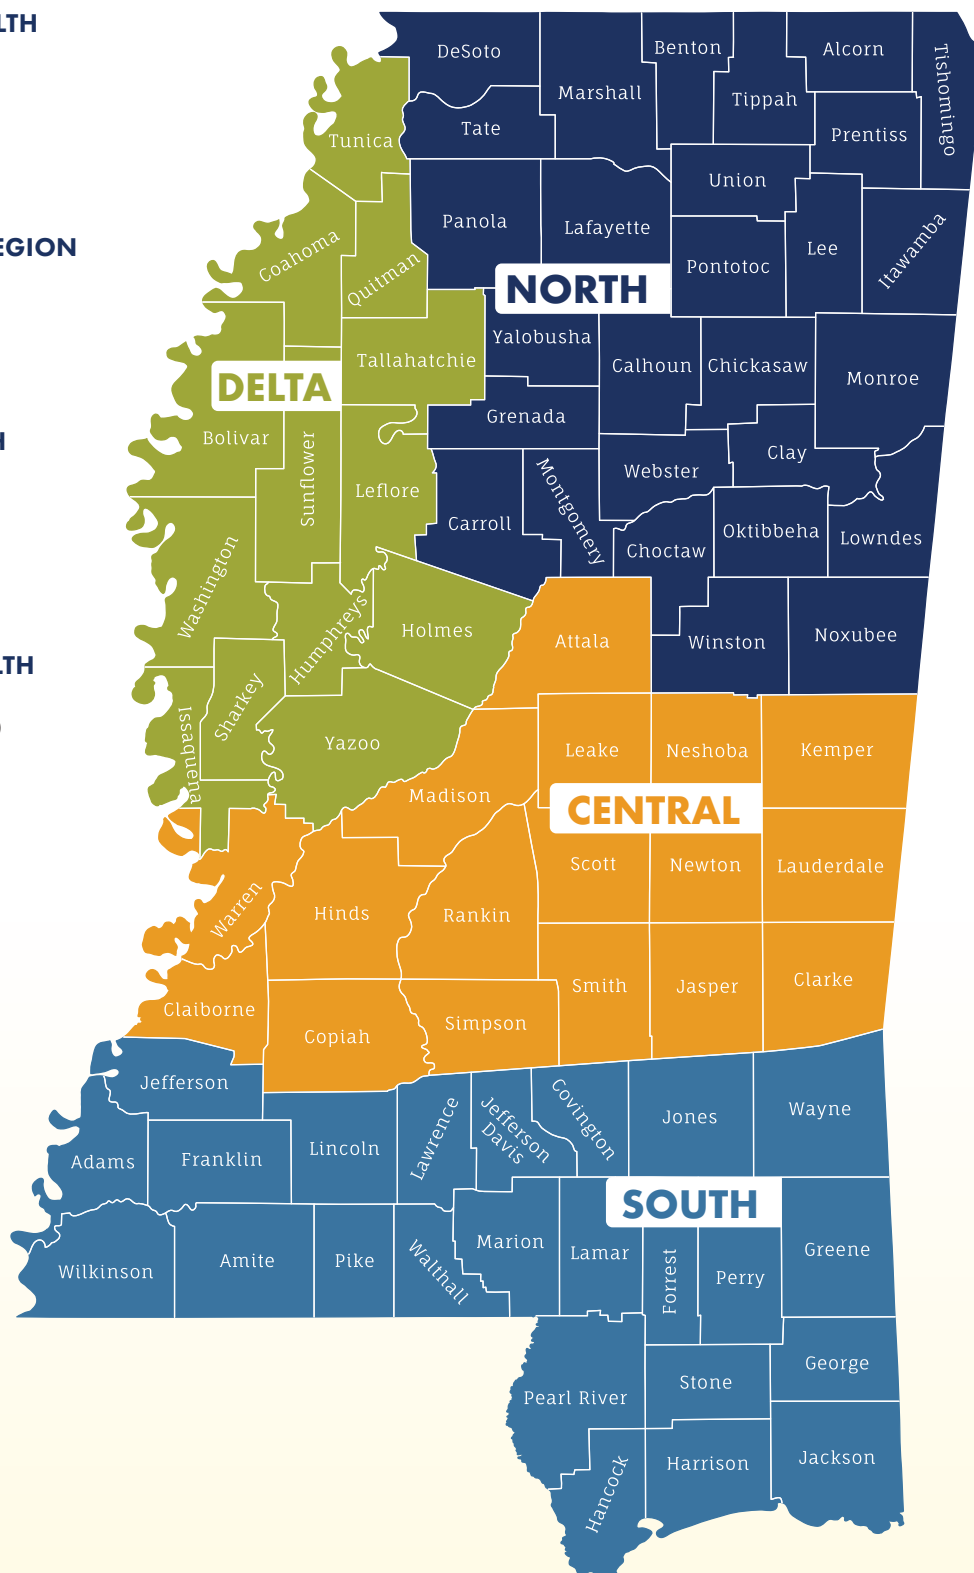 LTH
EGION
H
LTH
)
DeSoto
Marshall
Benton
Tippah
Alcorn
Tishomingo
Tunica
Tate
Prentiss
Union
Panola
Lafayette
Pontotoc
Lee
Itawamba
Coahoma
Quitman
NORTH
Yalobusha
Tallahatchie
Calhoun
Chickasaw
Monroe
DELTA
Grenada
Bolivar
Sunflower
Leflore
Carroll
Montgomery
Webster
Clay
Choctaw
Oktibbeha
Lowndes
Washington
Humphreys
Holmes
Attala
Winston
Noxubee
Issaquena
Sharkey
Yazoo
Leake
Neshoba
Kemper
Madison
CENTRAL
Scott
Newton
Lauderdale
Warren
Hinds
Rankin
Smith
Jasper
Clarke
Claiborne
Copiah
Simpson
Jefferson
Adams
Franklin
Lincoln
Lawrence
Jefferson
Davis
Covington
Jones
Wayne
SOUTH
Wilkinson
Amite
Pike
Walthall
Marion
Lamar
Forrest
Perry
Greene
Pearl River
Stone
George
Hancock
Harrison
Jackson